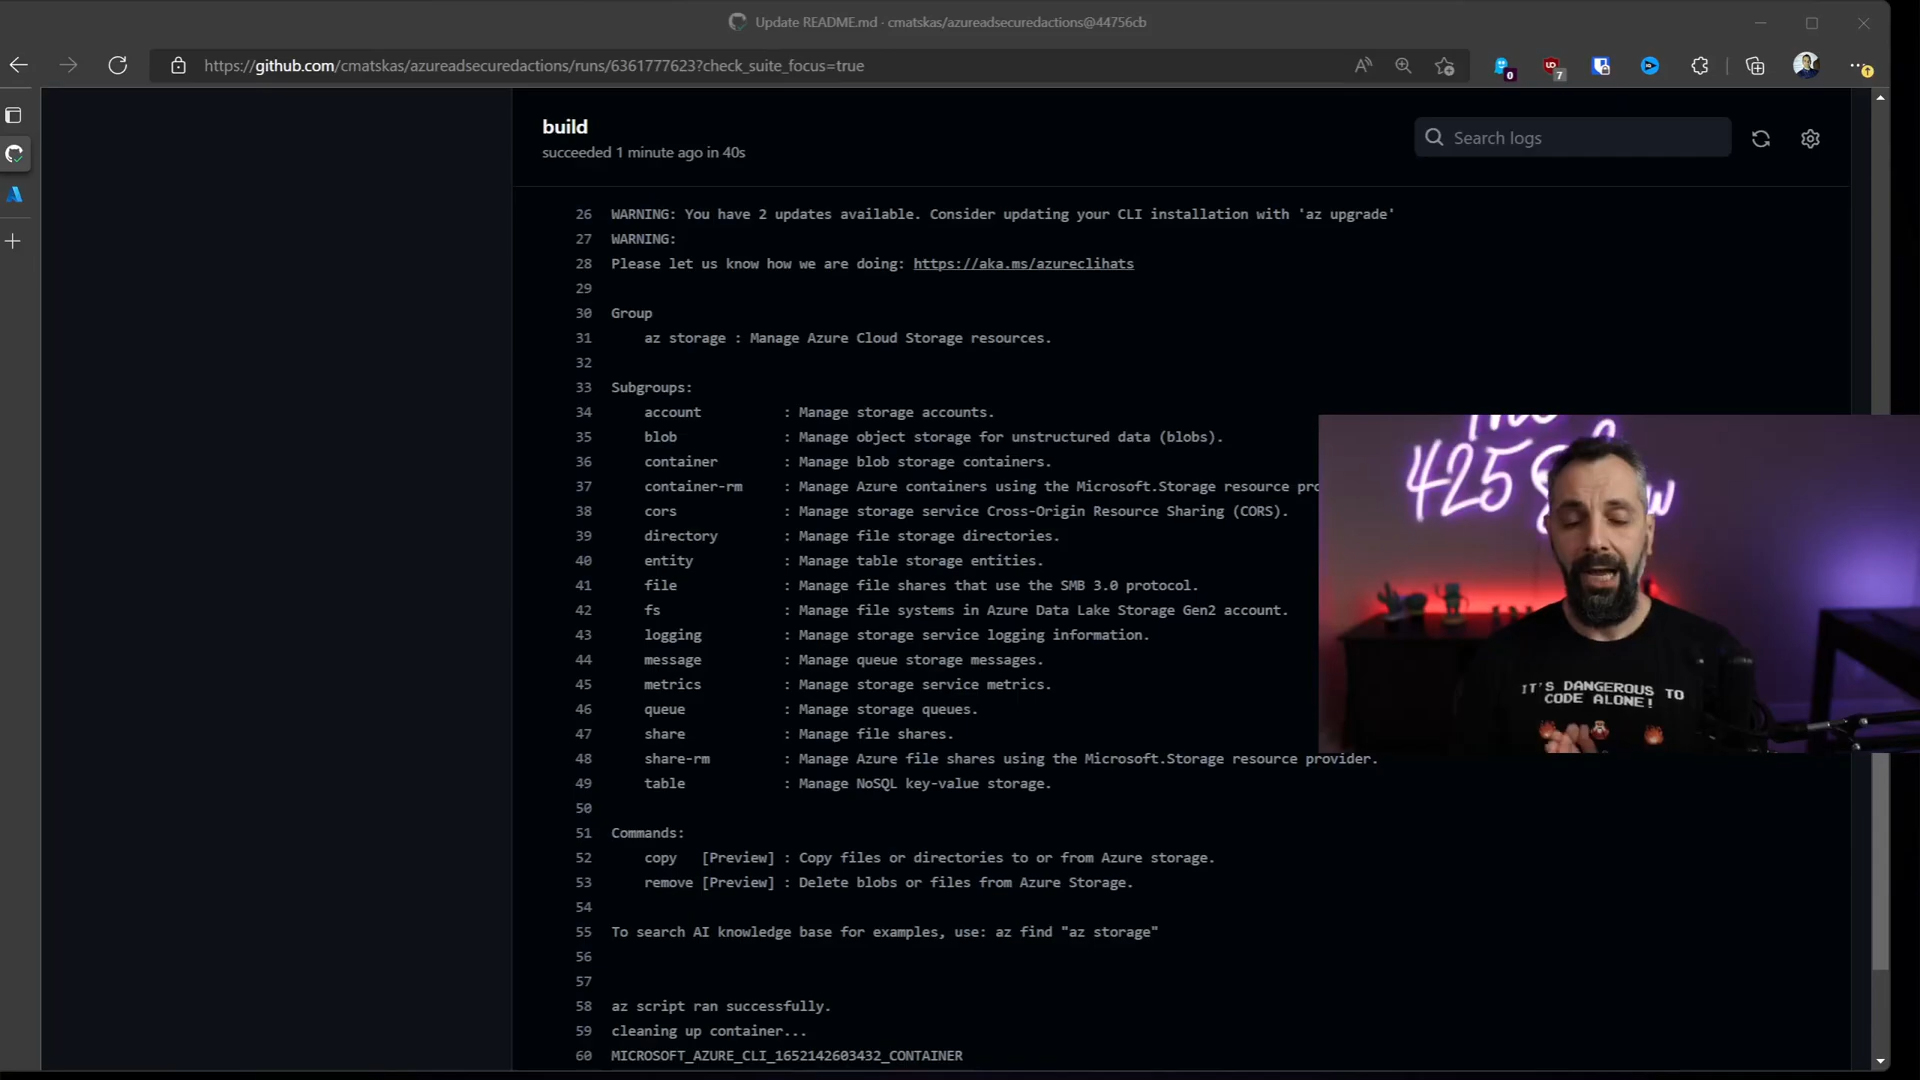 Update README.md · cmatskas/azureadsecuredactions@44756cb
https://github.com/cmatskas/azureadsecuredactions/runs/6361777623?check_suite_focus=true
0
7
build
succeeded 1 minute ago in 40s
Search logs
26 WARNING: You have 2 updates available. Consider updating your CLI installation with 'az upgrade'
27 WARNING:
28 Please let us know how we are doing: https://aka.ms/azureclihats
29
30 Group
31 az storage : Manage Azure Cloud Storage resources.
32
33 Subgroups:
34 account : Manage storage accounts.
35 blob : Manage object storage for unstructured data (blobs).
36 container : Manage blob storage containers.
37 container-rm : Manage Azure containers using the Microsoft.Storage resource pro
38 cors : Manage storage service Cross-Origin Resource Sharing (CORS).
39 directory : Manage file storage directories.
40 entity : Manage table storage entities.
41 file : Manage file shares that use the SMB 3.0 protocol.
42 fs : Manage file systems in Azure Data Lake Storage Gen2 account.
43 logging : Manage storage service logging information.
44 message : Manage queue storage messages.
45 metrics : Manage storage service metrics.
46 queue : Manage storage queues.
47 share : Manage file shares.
48 share-rm : Manage Azure file shares using the Microsoft.Storage resource provider.
49 table : Manage NoSQL key-value storage.
50
51 Commands:
52 copy [Preview] : Copy files or directories to or from Azure storage.
53 remove [Preview] : Delete blobs or files from Azure Storage.
54
55 To search AI knowledge base for examples, use: az find "az storage"
56
57
58 az script ran successfully.
59 cleaning up container...
60 MICROSOFT_AZURE_CLI_1652142603432_CONTAINER
425
IT'S DANGEROUS TO
CODE ALONE!